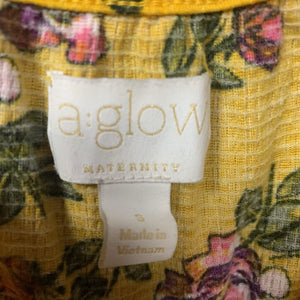 a:glow
MATERNITY
S
Made in
Vietnam